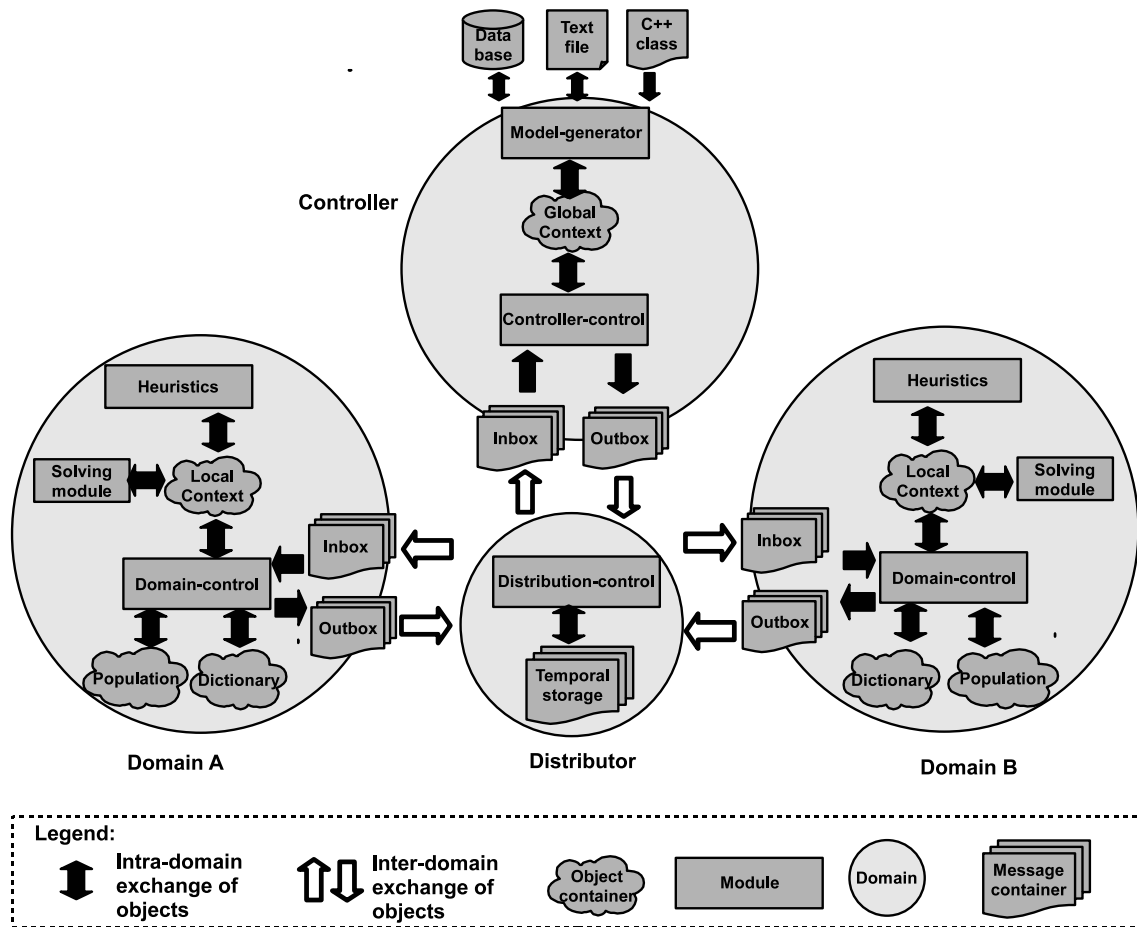 Data
base
Text
file
C++
class
Model-generator
Controller
Global
Context
Controller-control
Inbox
Outbox
Heuristics
Solving
module
Local
Context
Inbox
Domain-control
Outbox
Population
Dictionary
Domain A
Distribution-control
Temporal
storage
Distributor
Heuristics
Local
Context
Solving
module
Inbox
Domain-control
Outbox
Dictionary
Population
Domain B
Legend:
Intra-domain
exchange of
objects
Inter-domain
exchange of
objects
Object
container
Module
Domain
Message
container